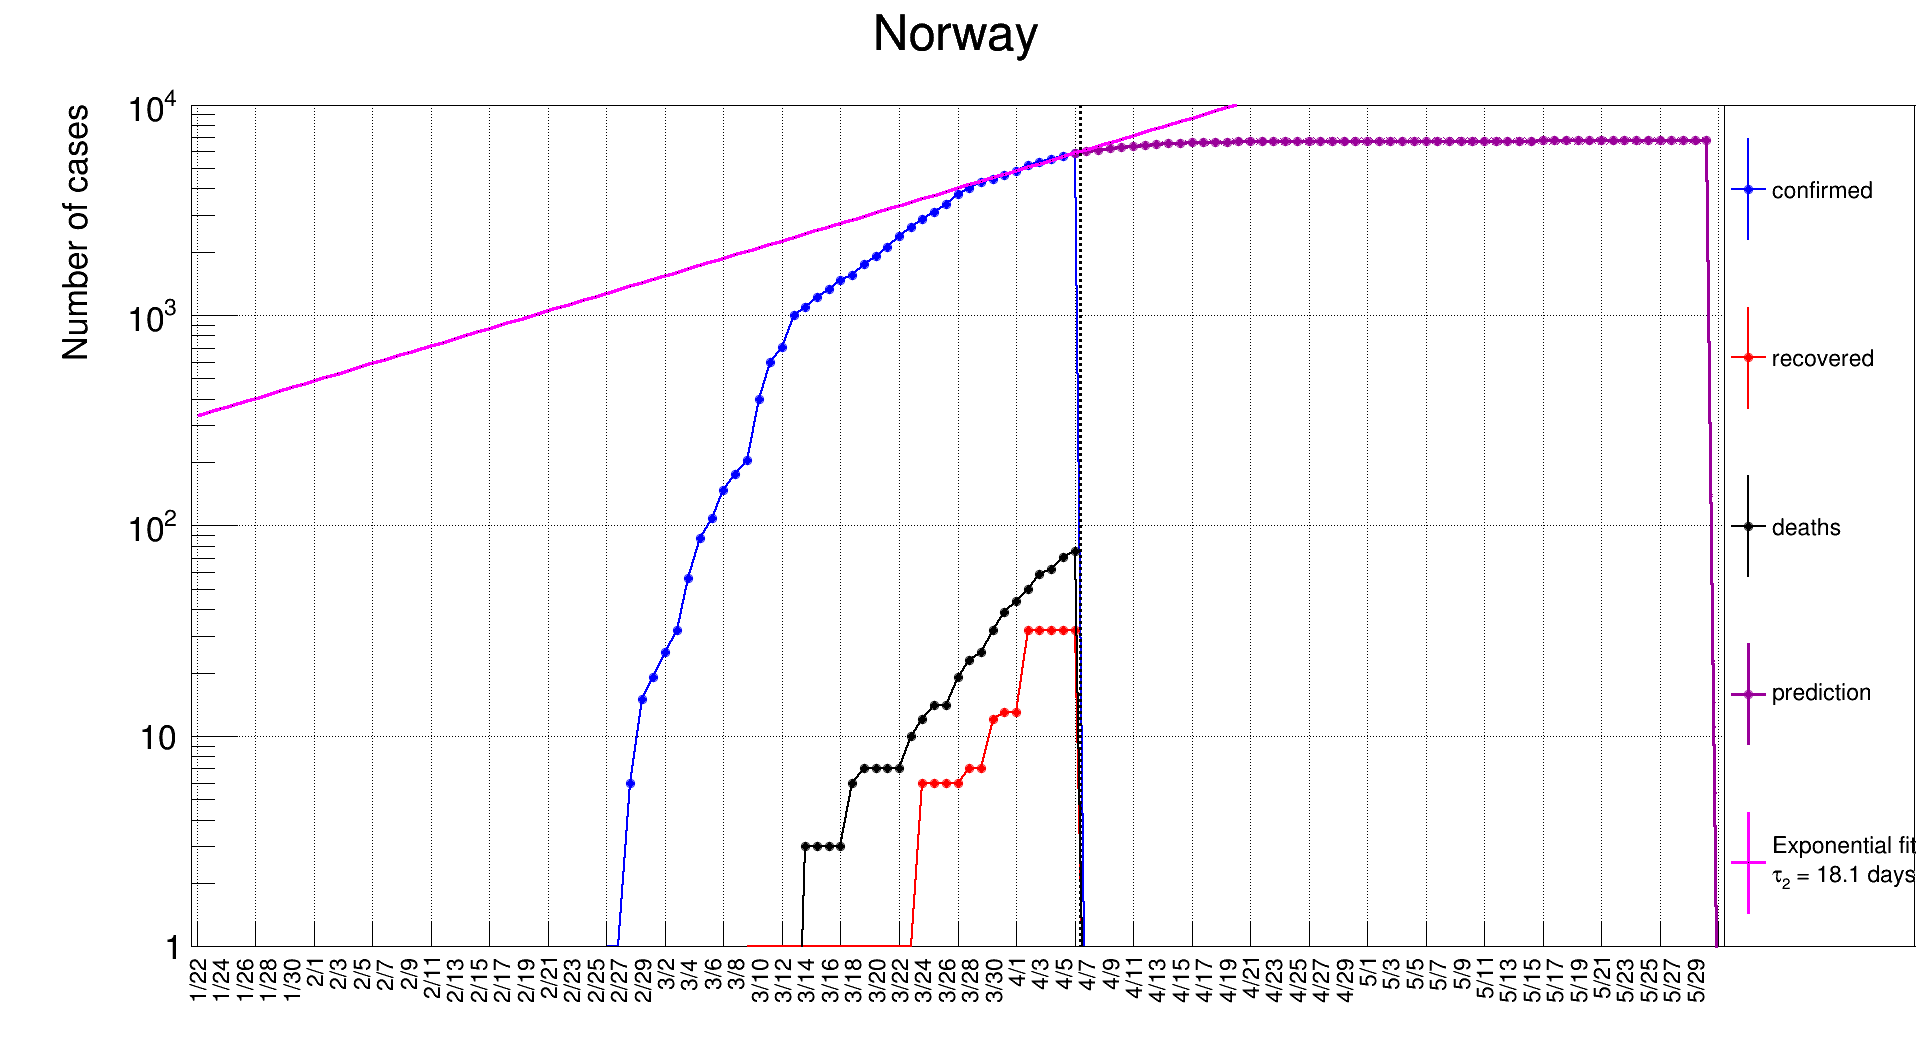 Norway
Number of cases
10⁴
10³
10²
10
1
1/22 1/24 1/26 1/28 1/30 2/1 2/3 2/5 2/7 2/9 2/11 2/13 2/15 2/17 2/19 2/21 2/23 2/25 2/27 2/29 3/2 3/4 3/6 3/8 3/10 3/12 3/14 3/16 3/18 3/20 3/22 3/24 3/26 3/28 3/30 4/1 4/3 4/5 4/7 4/9 4/11 4/13 4/15 4/17 4/19 4/21 4/23 4/25 4/27 4/29 5/1 5/3 5/5 5/7 5/9 5/11 5/13 5/15 5/17 5/19 5/21 5/23 5/25 5/27 5/29
confirmed
recovered
deaths
prediction
Exponential fit
τ₂ = 18.1 days